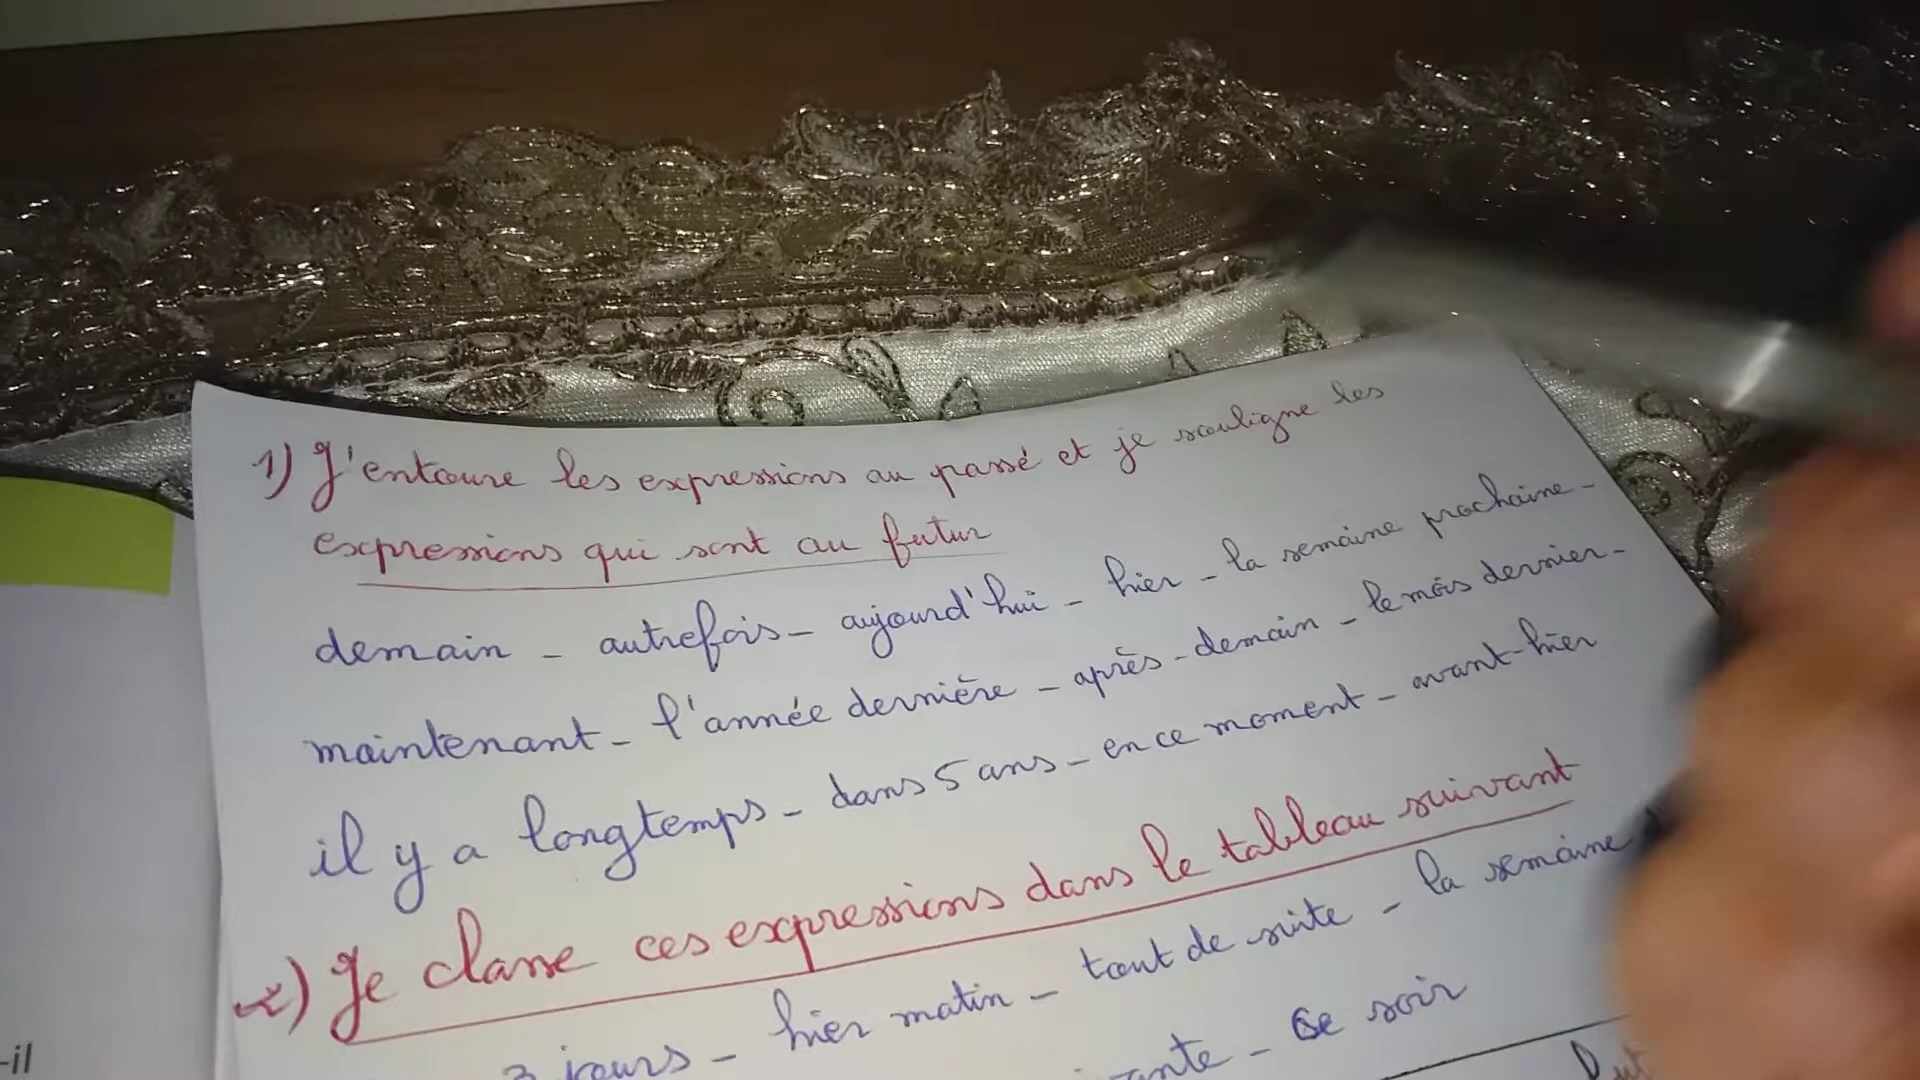 1) J'entoure les expressions au passé et je souligne les
expressions qui sont au futur
demain - autrefois - aujourd'hui - hier - la semaine prochaine -
maintenant - l'année dernière - après-demain - le mois dernier -
il y a longtemps - dans 5 ans - en ce moment - avant-hier
2) Je classe ces expressions dans le tableau suivant
3 jours - hier matin - tout de suite - la semaine
- Ce soir
-il